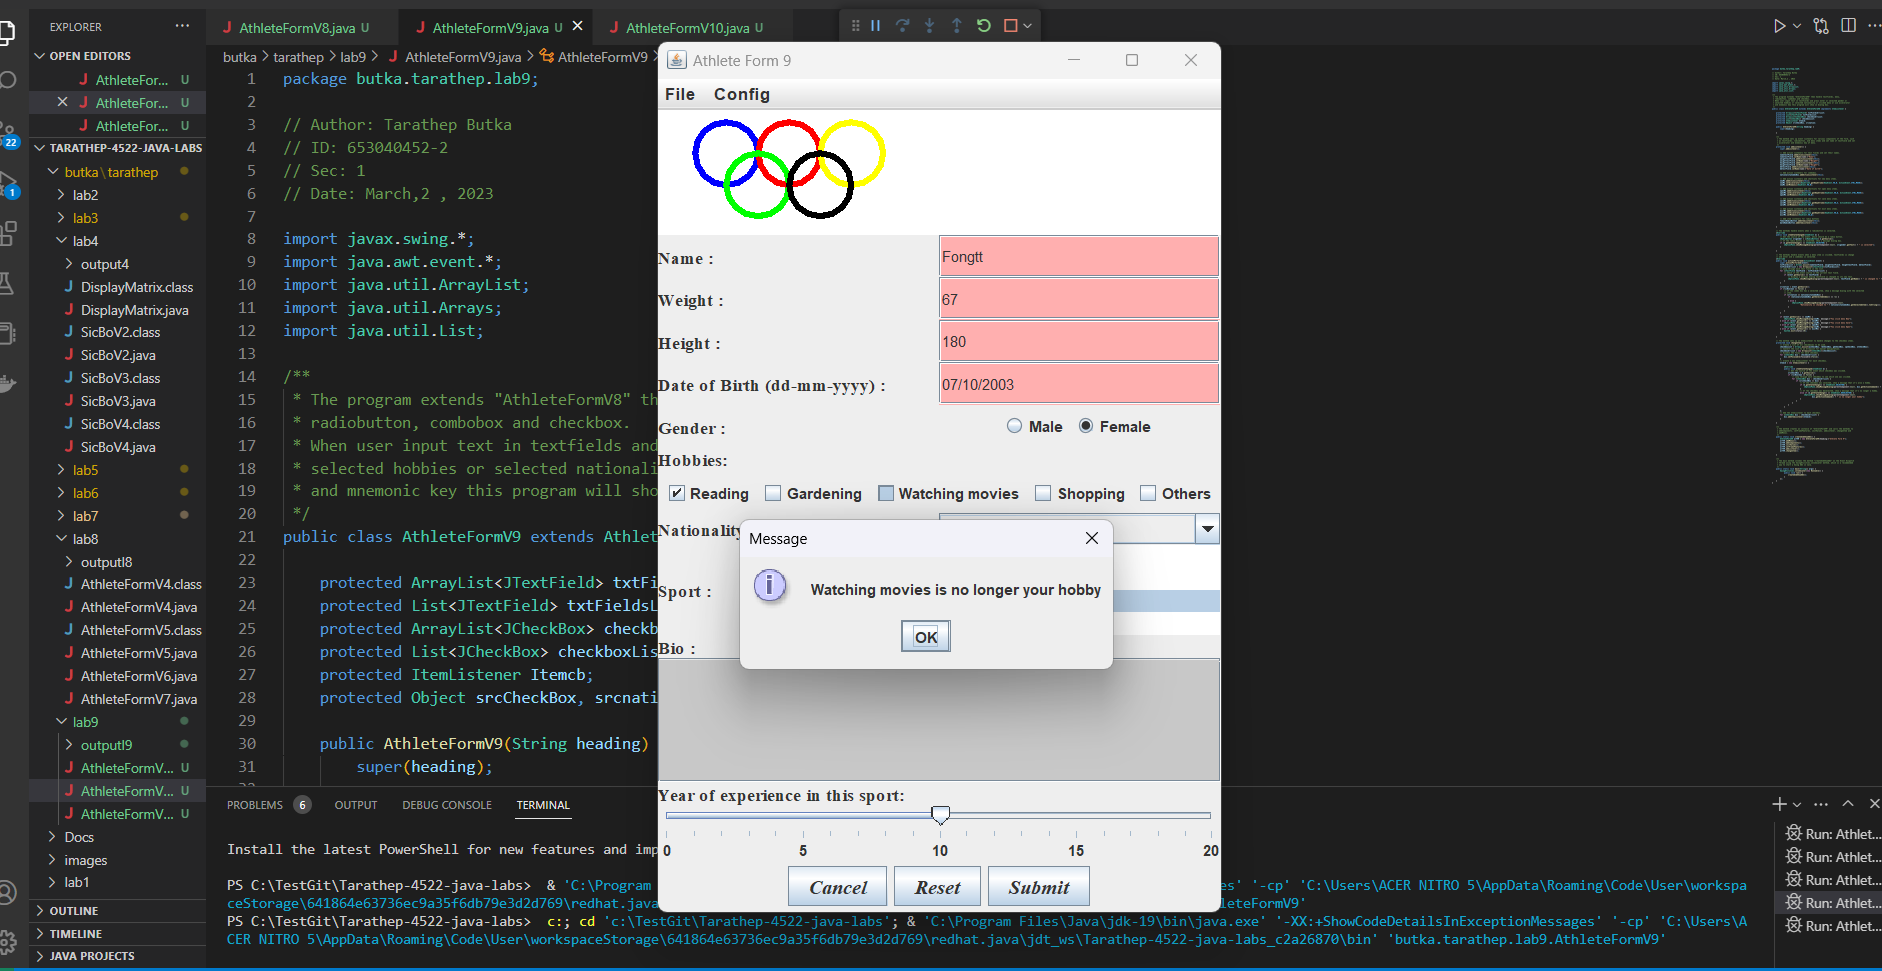 EXPLORER
OPEN EDITORS
AthleteFor... U
AthleteFor... U
AthleteFor... U
TARATHEP-4522-JAVA-LABS
butka\tarathep
lab2
lab3
lab4
output4
DisplayMatrix.class
DisplayMatrix.java
SicBoV2.class
SicBoV2.java
SicBoV3.class
SicBoV3.java
SicBoV4.class
SicBoV4.java
lab5
lab6
lab7
lab8
outputl8
AthleteFormV4.class
AthleteFormV4.java
AthleteFormV5.class
AthleteFormV5.java
AthleteFormV6.java
AthleteFormV7.java
lab9
outputl9
AthleteFormV... U
AthleteFormV... U
AthleteFormV... U
Docs
images
lab1
OUTLINE
TIMELINE
JAVA PROJECTS
22
1
AthleteFormV8.java U
AthleteFormV9.java U
AthleteFormV10.java U
butka > tarathep > lab9 > AthleteFormV9.java > AthleteFormV9 >
1 package butka.tarathep.lab9;
2
3 // Author: Tarathep Butka
4 // ID: 653040452-2
5 // Sec: 1
6 // Date: March,2 , 2023
7
8 import javax.swing.*;
9 import java.awt.event.*;
10 import java.util.ArrayList;
11 import java.util.Arrays;
12 import java.util.List;
13
14 /**
15 * The program extends "AthleteFormV8" th
16 * radiobutton, combobox and checkbox.
17 * When user input text in textfields and
18 * selected hobbies or selected nationali
19 * and mnemonic key this program will sho
20 */
21 public class AthleteFormV9 extends Athlet
22
23 protected ArrayList<JTextField> txtFi
24 protected List<JTextField> txtFieldsL
25 protected ArrayList<JCheckBox> checkb
26 protected List<JCheckBox> checkboxLis
27 protected ItemListener Itemcb;
28 protected Object srcCheckBox, srcnati
29
30 public AthleteFormV9(String heading)
31 super(heading);
Athlete Form 9
File Config
Name :
Fongtt
Weight :
67
Height :
180
Date of Birth (dd-mm-yyyy) :
07/10/2003
Gender :
Male Female
Hobbies:
Reading Gardening Watching movies Shopping Others
Nationality
Sport :
Bio :
Message
Watching movies is no longer your hobby
OK
Year of experience in this sport:
0 5 10 15 20
Cancel Reset Submit
PROBLEMS 6 OUTPUT DEBUG CONSOLE TERMINAL
Install the latest PowerShell for new features and imp
PS C:\TestGit\Tarathep-4522-java-labs> & 'C:\Program es' '-cp' 'C:\Users\ACER NITRO 5\AppData\Roaming\Code\User\workspa
ceStorage\641864e63736ec9a35f6db79e3d2d769\redhat.java leteFormV9'
PS C:\TestGit\Tarathep-4522-java-labs> c:; cd 'c:\TestGit\Tarathep-4522-java-labs'; & 'C:\Program Files\Java\jdk-19\bin\java.exe' '-XX:+ShowCodeDetailsInExceptionMessages' '-cp' 'C:\Users\A
CER NITRO 5\AppData\Roaming\Code\User\workspaceStorage\641864e63736ec9a35f6db79e3d2d769\redhat.java\jdt_ws\Tarathep-4522-java-labs_c2a26870\bin' 'butka.tarathep.lab9.AthleteFormV9'
Run: Athlet...
Run: Athlet...
Run: Athlet...
Run: Athlet...
Run: Athlet...